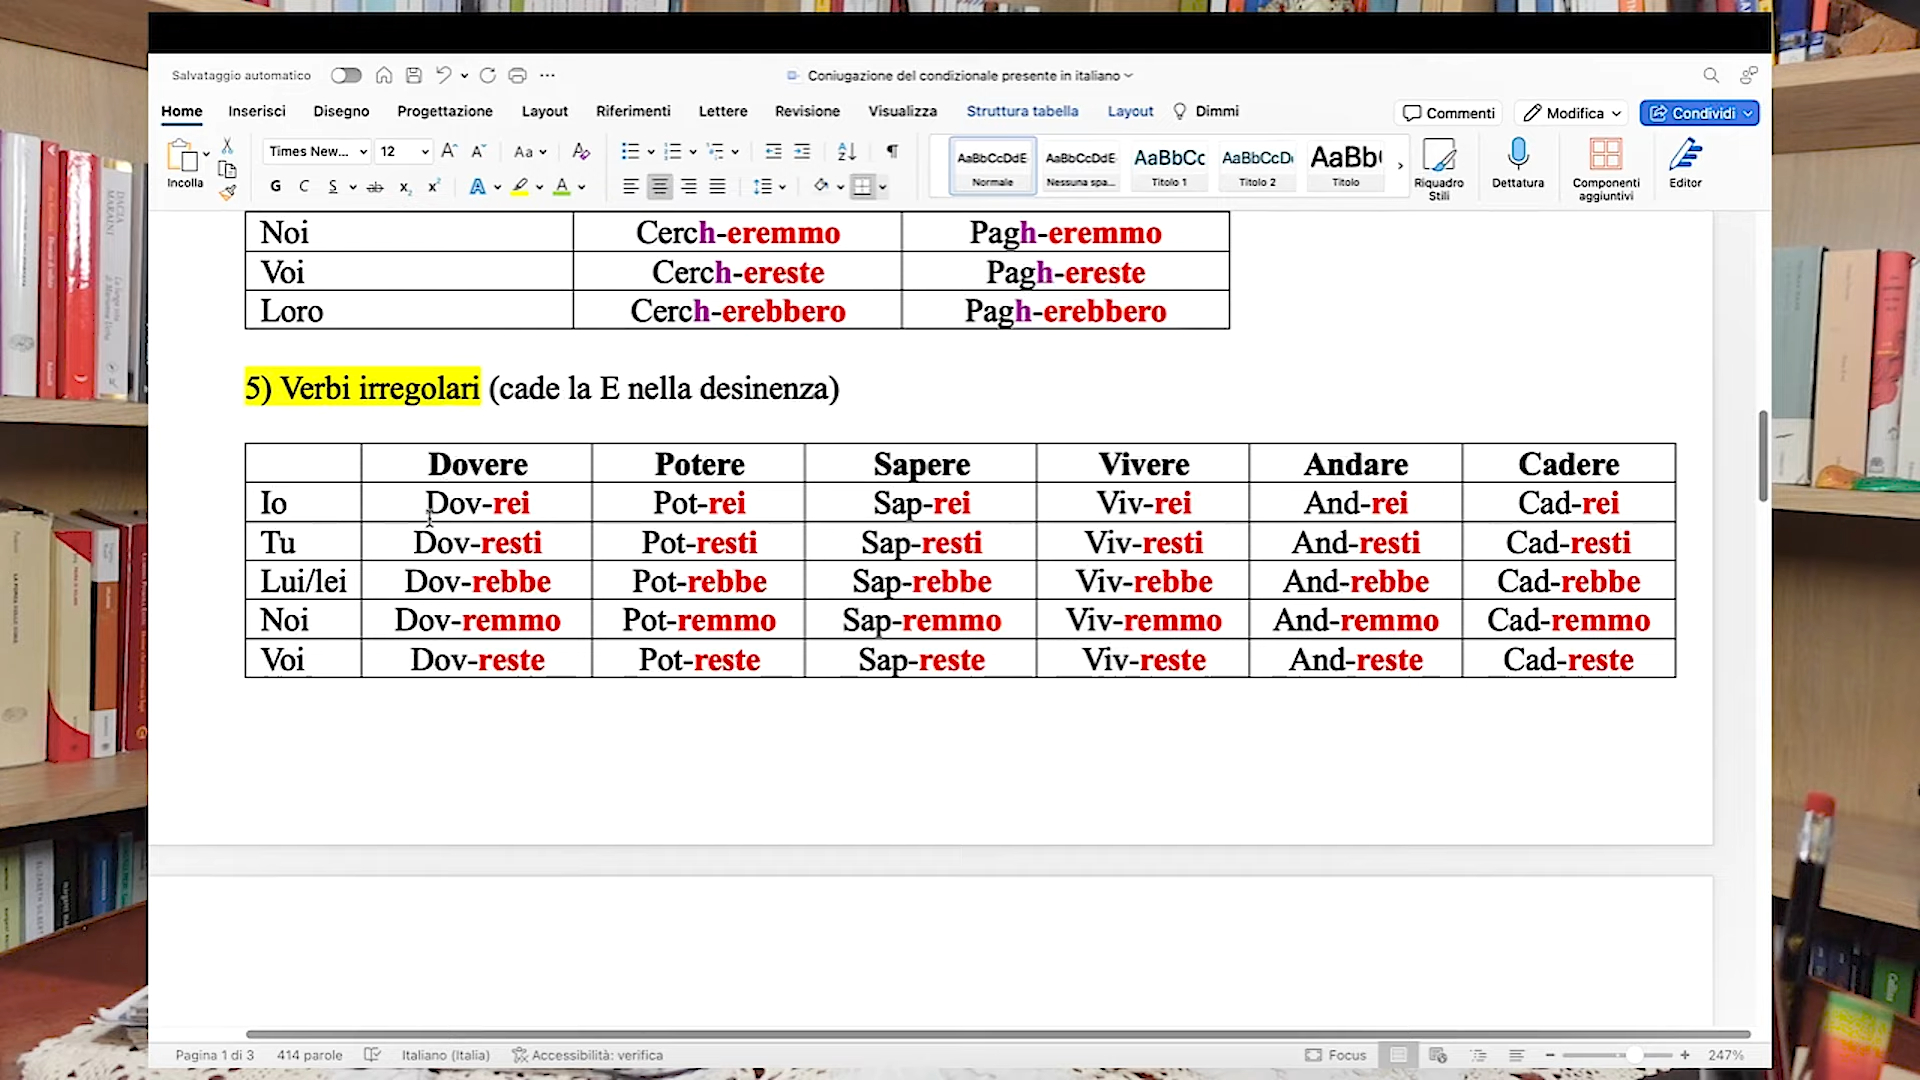 Salvataggio automatico
Coniugazione del condizionale presente in italiano
Home Inserisci Disegno Progettazione Layout Riferimenti Lettere Revisione Visualizza Struttura tabella Layout Dimmi
Commenti Modifica Condividi
Incolla
Times New... 12
Aa
G C S ab x₂ x²
AaBbCcDdE AaBbCcDdE AaBbCc AaBbCcD AaBb
Normale Nessuna spa... Titolo 1 Titolo 2 Titolo
Riquadro Stili
Dettatura
Componenti aggiuntivi
Editor
Noi Cerch-eremmo Pagh-eremmo
Voi Cerch-ereste Pagh-ereste
Loro Cerch-erebbero Pagh-erebbero
5) Verbi irregolari (cade la E nella desinenza)
Dovere Potere Sapere Vivere Andare Cadere
Io Dov-rei Pot-rei Sap-rei Viv-rei And-rei Cad-rei
Tu Dov-resti Pot-resti Sap-resti Viv-resti And-resti Cad-resti
Lui/lei Dov-rebbe Pot-rebbe Sap-rebbe Viv-rebbe And-rebbe Cad-rebbe
Noi Dov-remmo Pot-remmo Sap-remmo Viv-remmo And-remmo Cad-remmo
Voi Dov-reste Pot-reste Sap-reste Viv-reste And-reste Cad-reste
Pagina 1 di 3 414 parole Italiano (Italia) Accessibilità: verifica Focus 247%
DACIA MARAINI